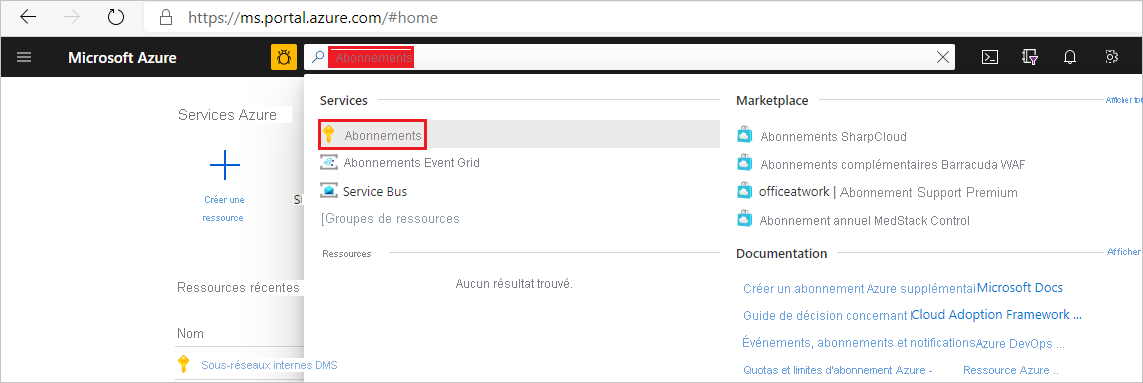 https://ms.portal.azure.com/#home
Microsoft Azure
Abonnements
Services Azure
Créer une
ressource
Ressources récentes
Nom
Sous-réseaux internes DMS
Services
Abonnements
Abonnements Event Grid
Service Bus
[Groupes de ressources
Ressources
Aucun résultat trouvé.
Marketplace
Abonnements SharpCloud
Abonnements complémentaires Barracuda WAF
officeatwork | Abonnement Support Premium
Abonnement annuel MedStack Control
Documentation
Afficher
Créer un abonnement Azure supplémentai Microsoft Docs
Guide de décision concernant l Cloud Adoption Framework ...
Événements, abonnements et notifications Azure DevOps ...
Quotas et limites d'abonnement Azure - Ressource Azure ..